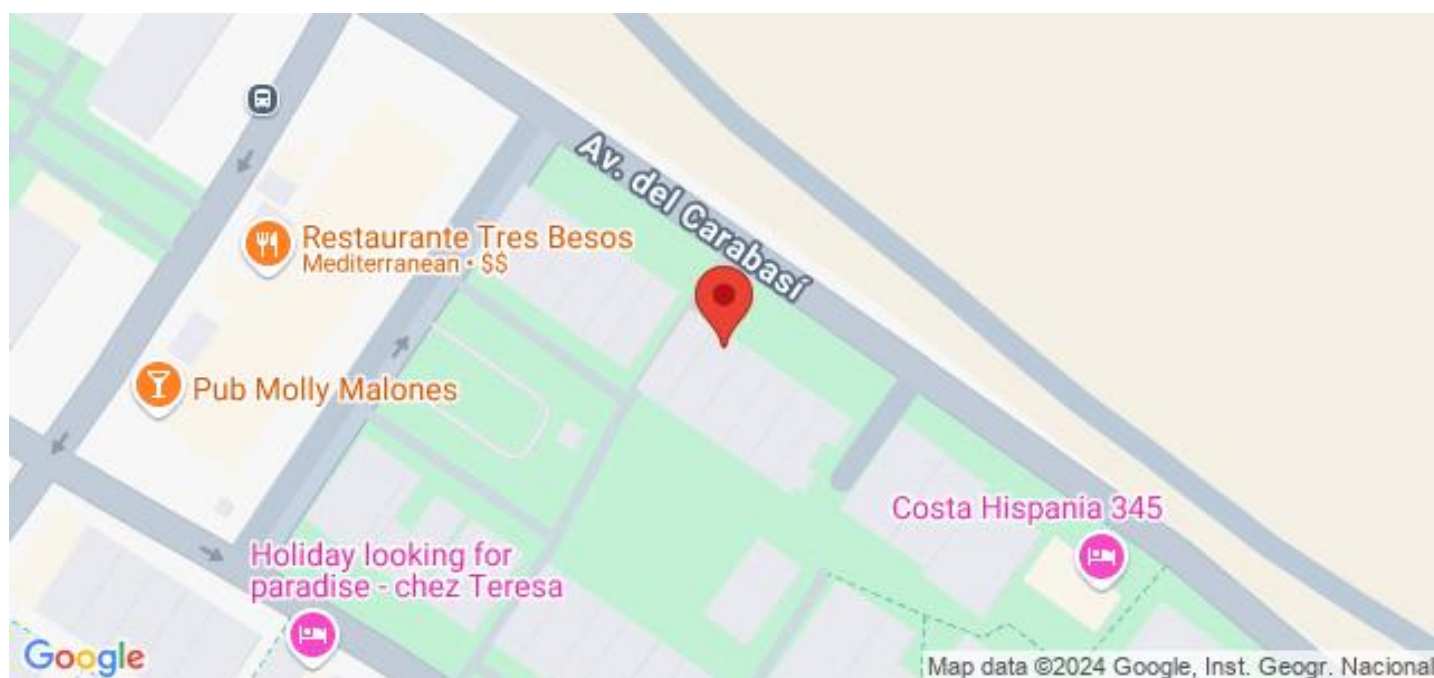 Av. del Carabasí
Restaurante Tres Besos
Mediterranean • $$
Pub Molly Malones
Costa Hispania 345
Holiday looking for
paradise - chez Teresa
Google
Map data ©2024 Google, Inst. Geogr. Nacional